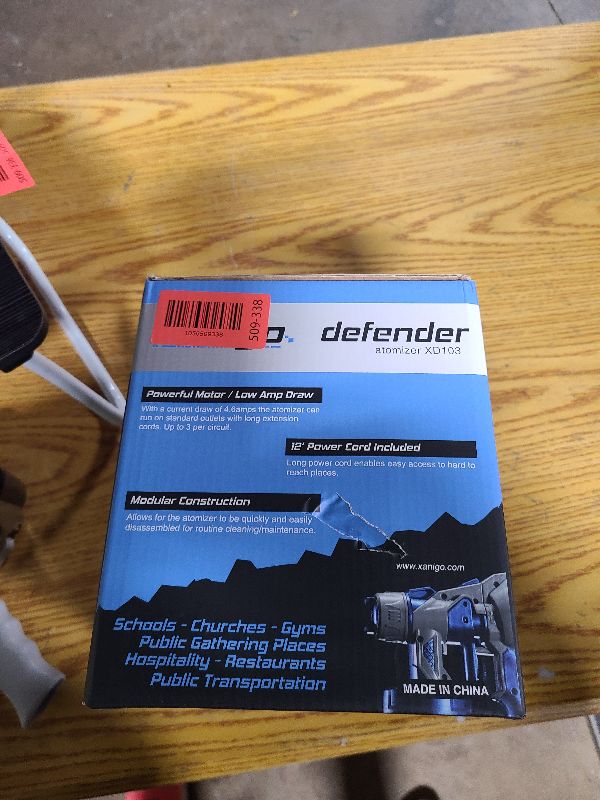 1050509338
509-338
defender
atomizer XD103
Powerful Motor / Low Amp Draw
With a current draw of 4.6amps the atomizer can
run on standard outlets with long extension
cords. Up to 3 per circuit.
12' Power Cord Included
Long power cord enables easy access to hard to
reach places.
Modular Construction
Allows for the atomizer to be quickly and easily
disassembled for routine cleaning/maintenance.
www.xanigo.com
Schools - Churches - Gyms
Public Gathering Places
Hospitality - Restaurants
Public Transportation
MADE IN CHINA